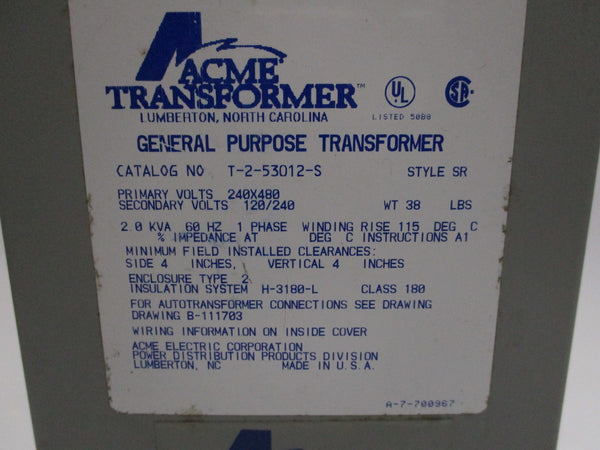 ACME
TRANSFORMER™
LUMBERTON, NORTH CAROLINA
UL
LISTED 50BB
SA
GENERAL PURPOSE TRANSFORMER
CATALOG NO T-2-53012-S STYLE SR
PRIMARY VOLTS 240X480
SECONDARY VOLTS 120/240 WT 38 LBS
2.0 KVA 60 HZ 1 PHASE WINDING RISE 115 DEG C
% IMPEDANCE AT DEG C INSTRUCTIONS A1
MINIMUM FIELD INSTALLED CLEARANCES:
SIDE 4 INCHES, VERTICAL 4 INCHES
ENCLOSURE TYPE 2
INSULATION SYSTEM H-3180-L CLASS 180
FOR AUTOTRANSFORMER CONNECTIONS SEE DRAWING
DRAWING B-111703
WIRING INFORMATION ON INSIDE COVER
ACME ELECTRIC CORPORATION
POWER DISTRIBUTION PRODUCTS DIVISION
LUMBERTON, NC MADE IN U.S.A.
A-7-700967